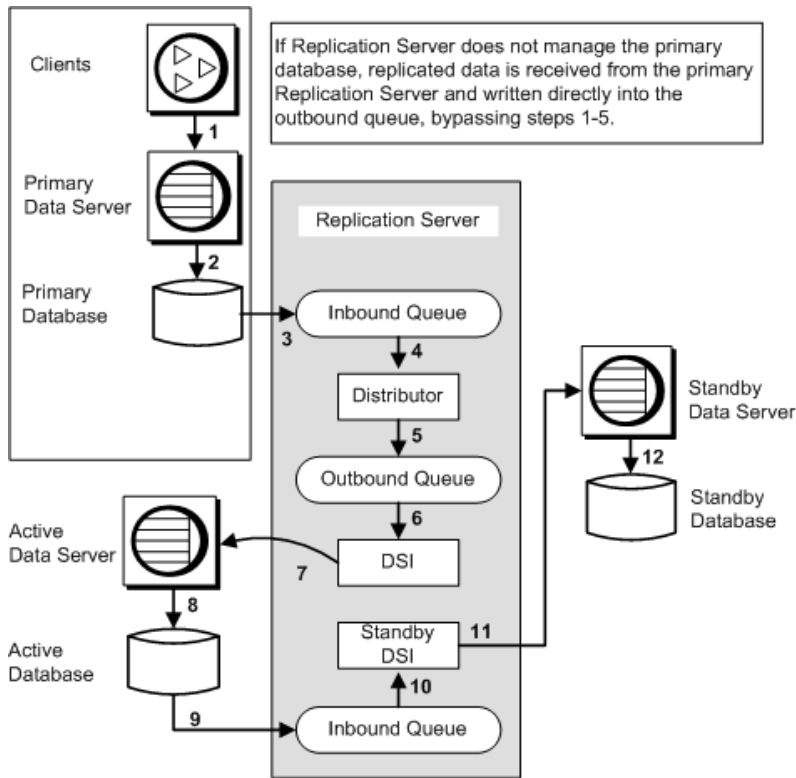 Clients
If Replication Server does not manage the primary
database, replicated data is received from the primary
Replication Server and written directly into the
outbound queue, bypassing steps 1-5.
1
Primary
Data Server
2
Replication Server
Primary
Database
3
Inbound Queue
4
Distributor
5
Outbound Queue
6
DSI
7
Standby
Data Server
12
Standby
Database
Active
Data Server
8
Active
Database
9
Inbound Queue
10
Standby
DSI
11